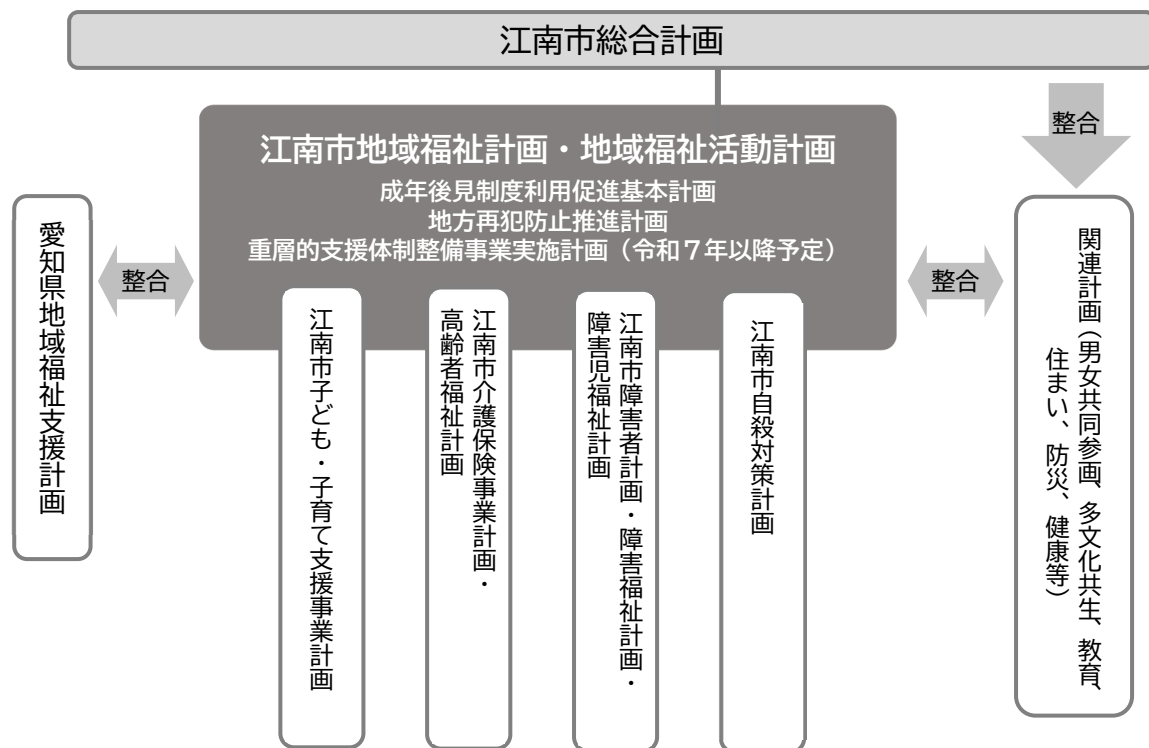 江南市総合計画
整合
江南市地域福祉計画・地域福祉活動計画
成年後見制度利用促進基本計画
地方再犯防止推進計画
重層的支援体制整備事業実施計画（令和７年以降予定）
愛知県地域福祉支援計画
整合
整合
江南市子ども・子育て支援事業計画
江南市介護保険事業計画・
高齢者福祉計画
江南市障害者計画・障害福祉計画・
障害児福祉計画
江南市自殺対策計画
関連計画（男女共同参画、多文化共生、教育、
住まい、防災、健康等）